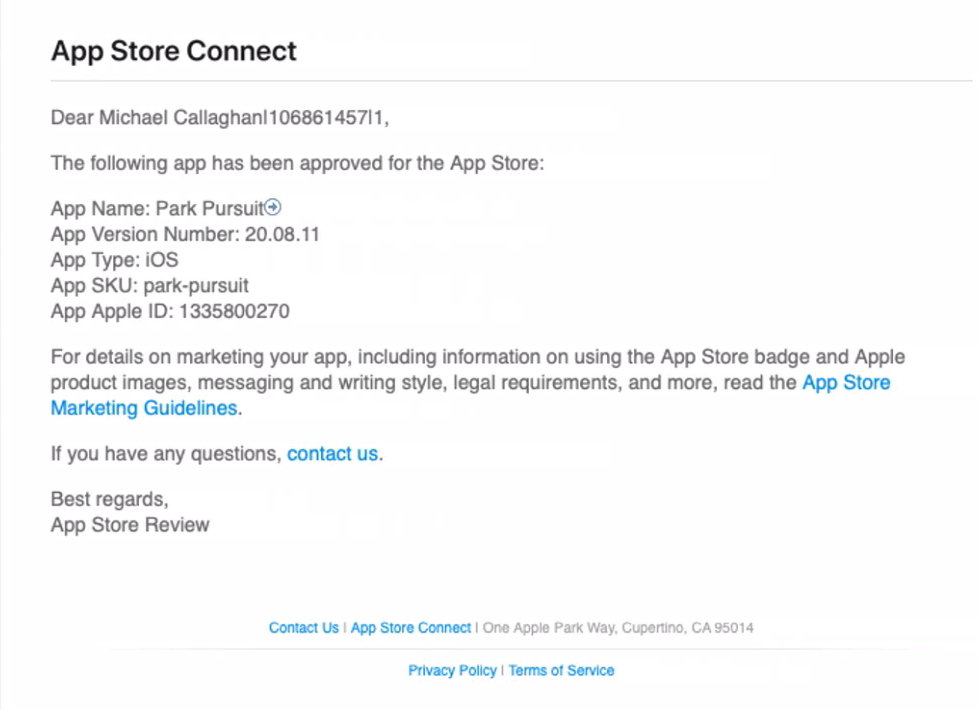 App Store Connect
Dear Michael Callaghan|106861457|1,
The following app has been approved for the App Store:
App Name: Park Pursuit
App Version Number: 20.08.11
App Type: iOS
App SKU: park-pursuit
App Apple ID: 1335800270
For details on marketing your app, including information on using the App Store badge and Apple
product images, messaging and writing style, legal requirements, and more, read the App Store
Marketing Guidelines.
If you have any questions, contact us.
Best regards,
App Store Review
Contact Us | App Store Connect | One Apple Park Way, Cupertino, CA 95014
Privacy Policy | Terms of Service